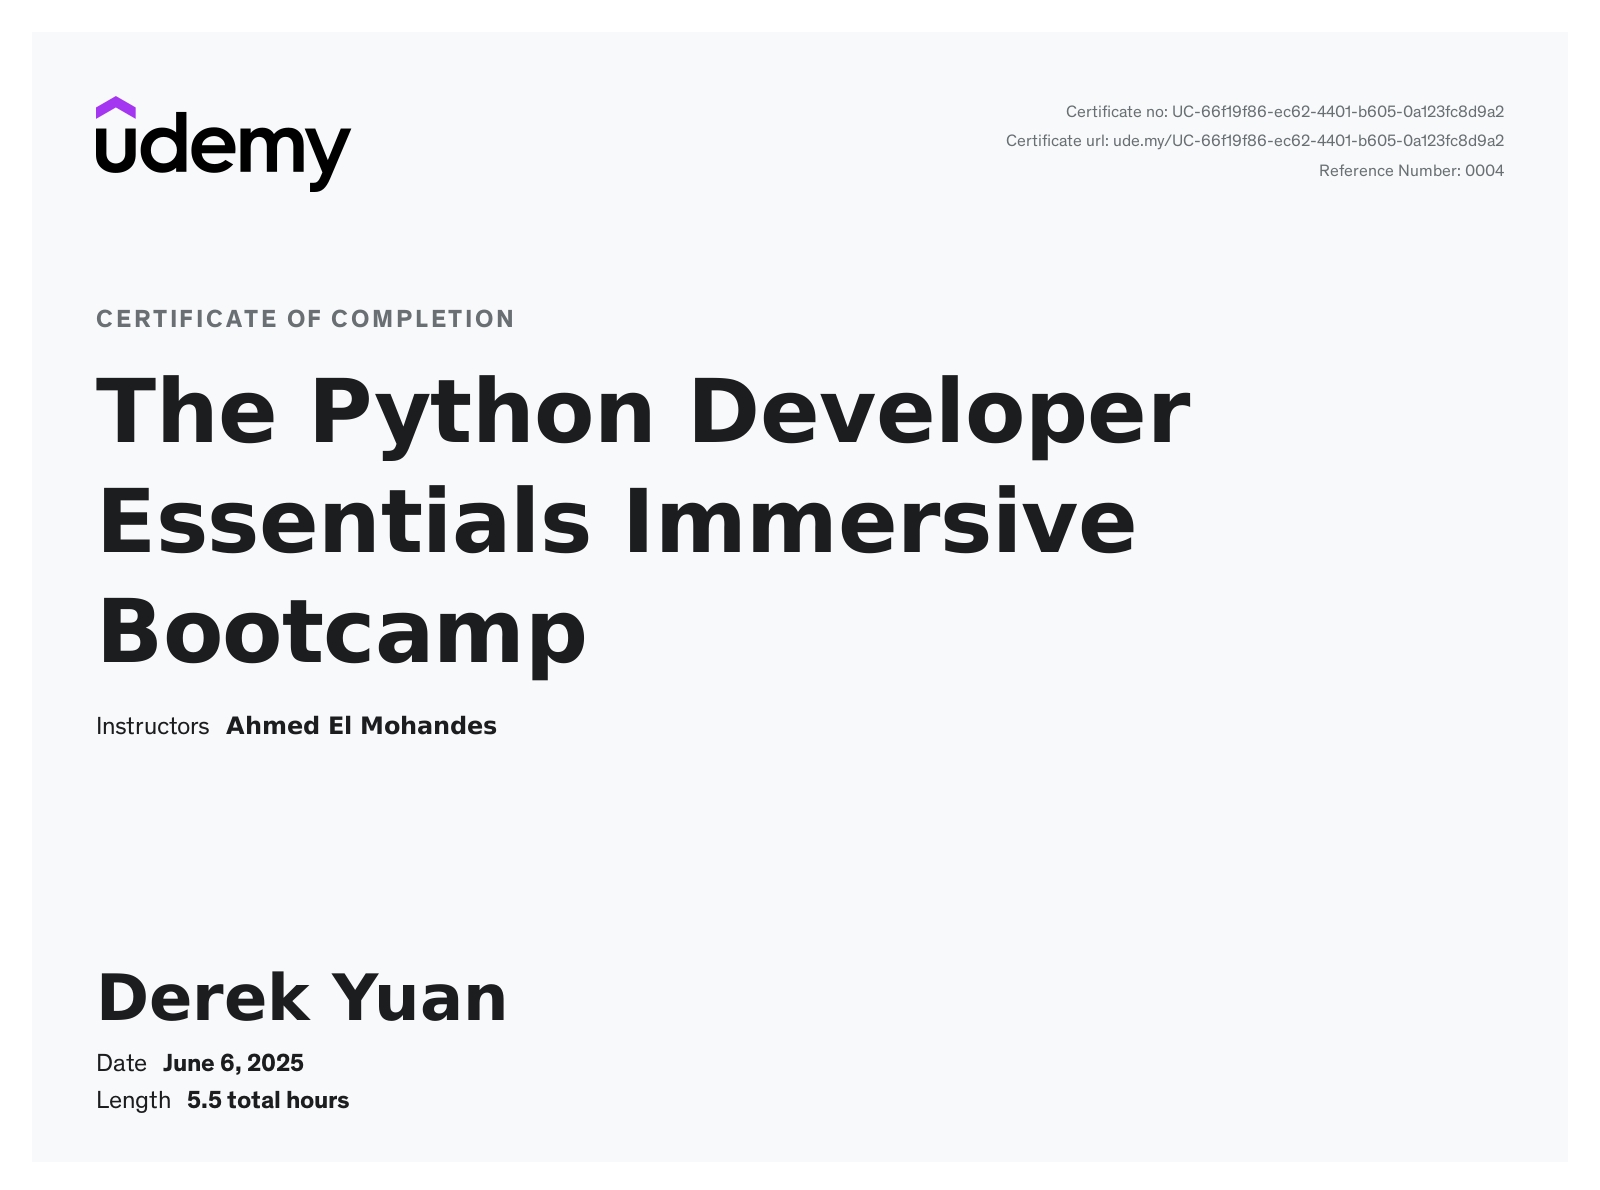 udemy
Certificate no: UC-66f19f86-ec62-4401-b605-0a123fc8d9a2
Certificate url: ude.my/UC-66f19f86-ec62-4401-b605-0a123fc8d9a2
Reference Number: 0004
CERTIFICATE OF COMPLETION
The Python Developer
Essentials Immersive
Bootcamp
Instructors Ahmed El Mohandes
Derek Yuan
Date June 6, 2025
Length 5.5 total hours